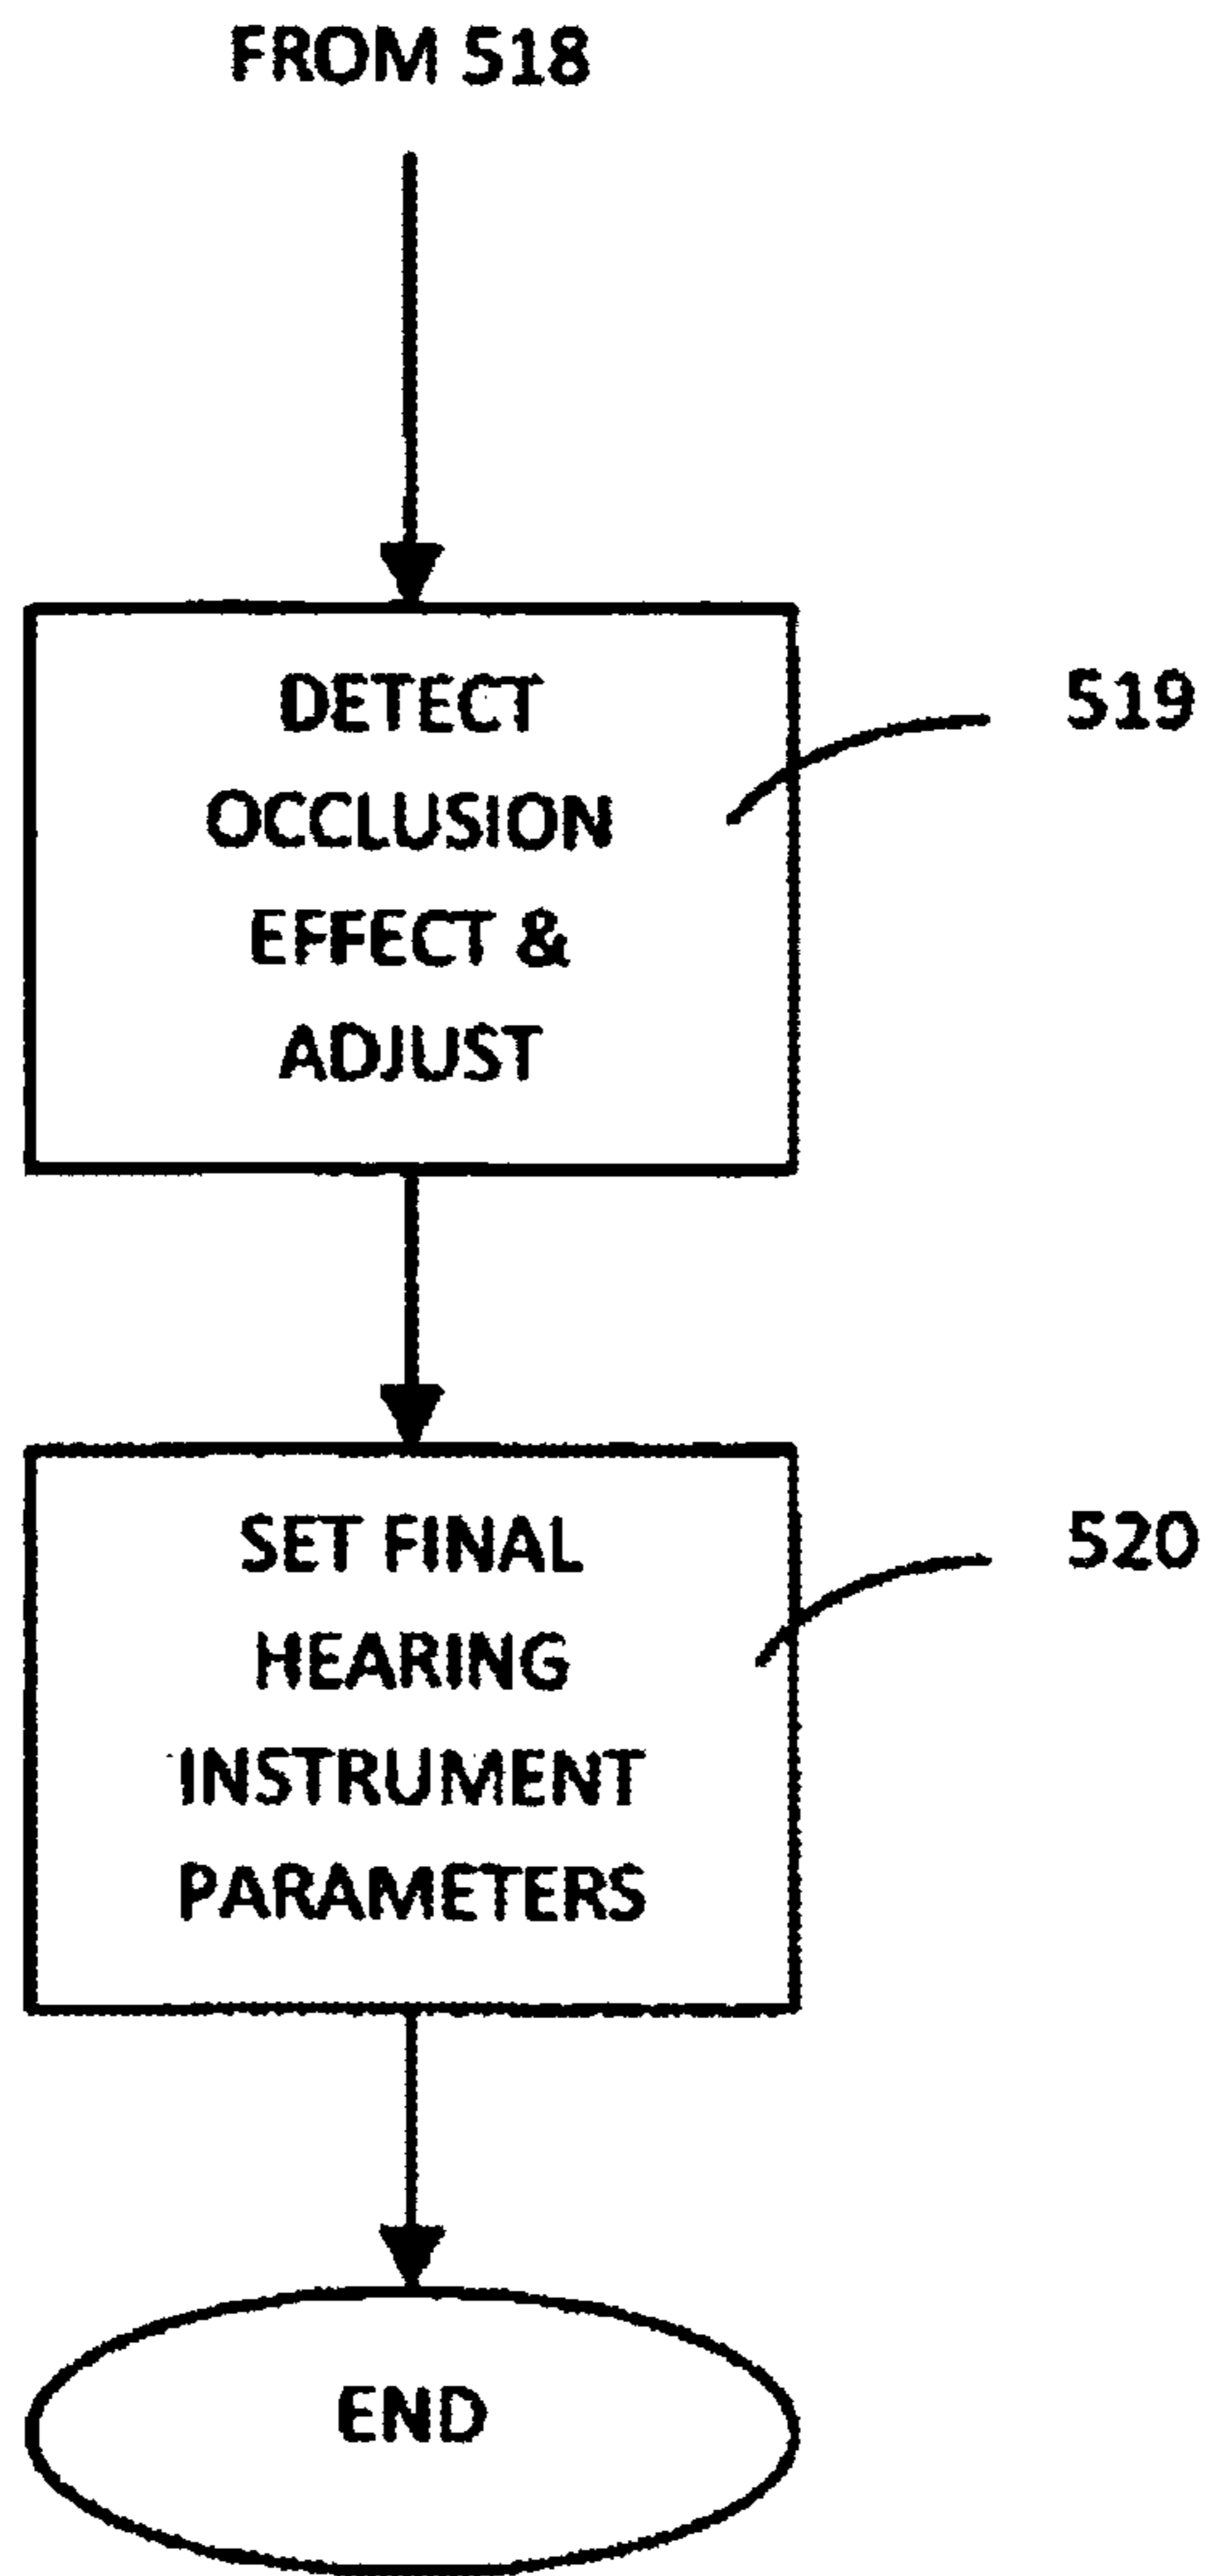 FROM 518
DETECT
OCCLUSION
EFFECT &
ADJUST
519
SET FINAL
HEARING
INSTRUMENT
PARAMETERS
520
END